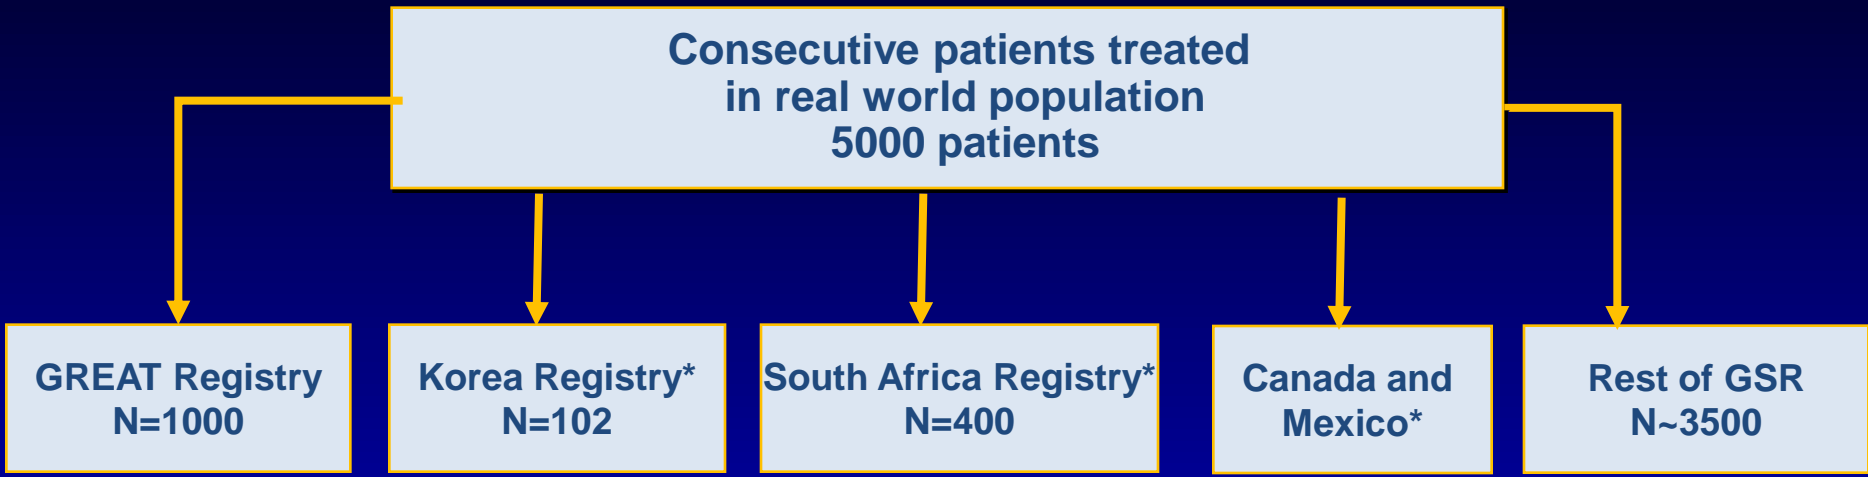 Consecutive patients treated
in real world population
5000 patients
GREAT Registry
N=1000
Korea Registry*
N=102
South Africa Registry*
N=400
Canada and
Mexico*
Rest of GSR
N~3500